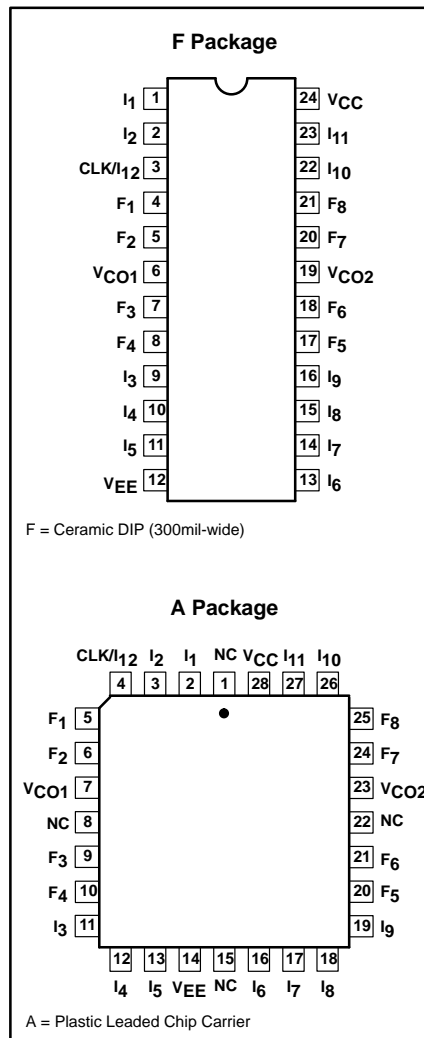 F Package
I1 1 24 VCC
I2 2 23 I11
CLK/I12 3 22 I10
F1 4 21 F8
F2 5 20 F7
VCO1 6 19 VCO2
F3 7 18 F6
F4 8 17 F5
I3 9 16 I9
I4 10 15 I8
I5 11 14 I7
VEE 12 13 I6
F = Ceramic DIP (300mil-wide)
A Package
CLK/I12 I2 I1 NC VCC I11 I10
4 3 2 1 28 27 26
F1 5 25 F8
F2 6 24 F7
VCO1 7 23 VCO2
NC 8 22 NC
F3 9 21 F6
F4 10 20 F5
I3 11 19 I9
12 13 14 15 16 17 18
I4 I5 VEE NC I6 I7 I8
A = Plastic Leaded Chip Carrier